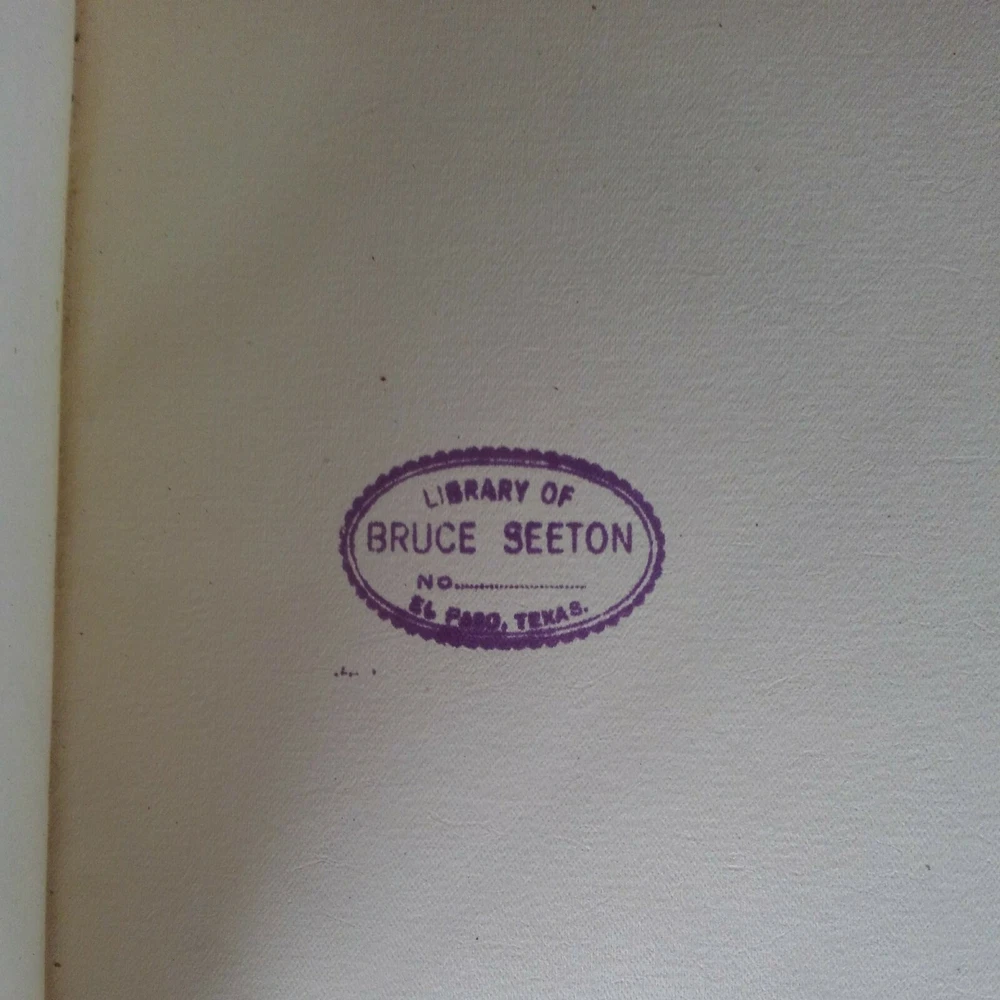 LIBRARY OF
BRUCE SEETON
NO....................
EL PASO, TEXAS.